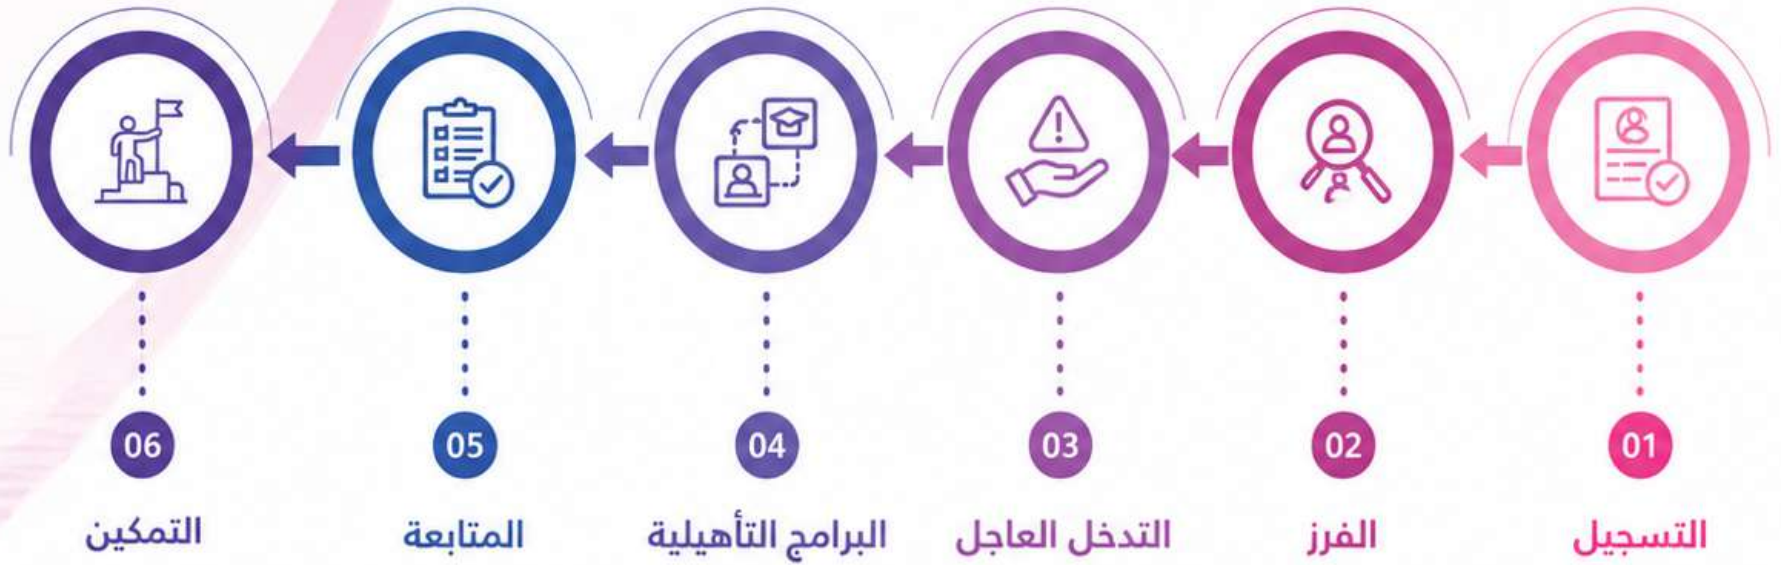 01
التسجيل
02
الفرز
03
التدخل العاجل
04
البرامج التأهيلية
05
المتابعة
06
التمكين